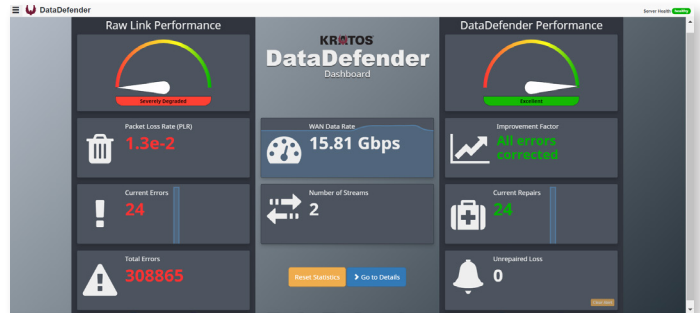 DataDefender
Server Health: Healthy
Raw Link Performance
Severely Degraded
Packet Loss Rate (PLR)
1.3e-2
Current Errors
24
Total Errors
308865
KRATOS
DataDefender
Dashboard
WAN Data Rate
15.81 Gbps
Number of Streams
2
Reset Statistics
Go to Details
DataDefender Performance
Excellent
Improvement Factor
All errors
corrected
Current Repairs
24
Unrepaired Loss
0